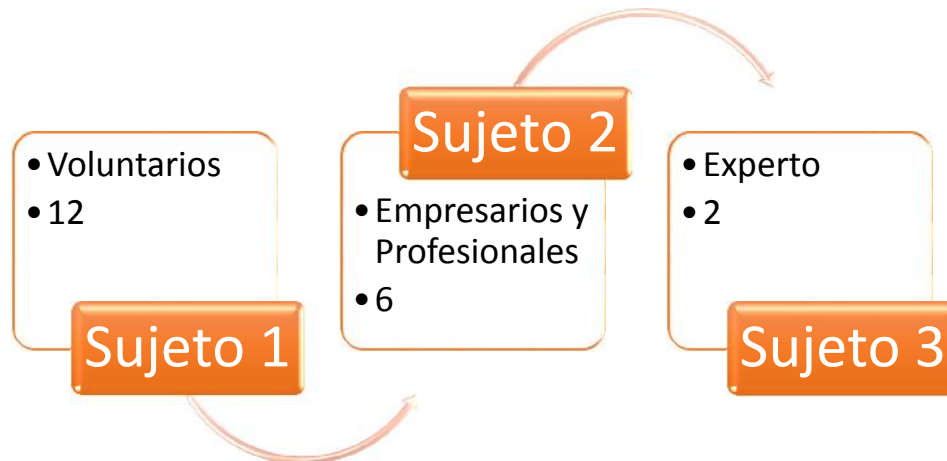 • Voluntarios
• 12
Sujeto 1
Sujeto 2
• Empresarios y
Profesionales
• 6
• Experto
• 2
Sujeto 3